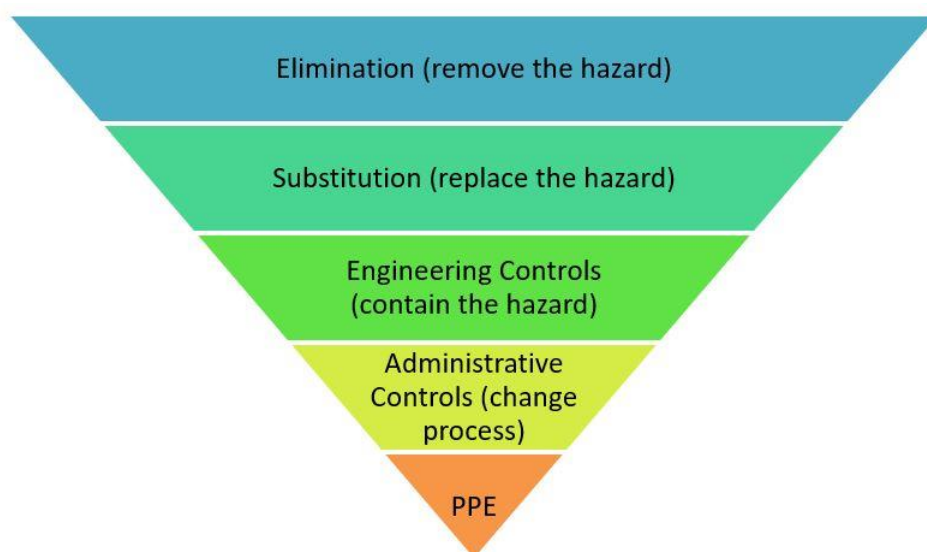 Elimination (remove the hazard)
Substitution (replace the hazard)
Engineering Controls
(contain the hazard)
Administrative
Controls (change
process)
PPE